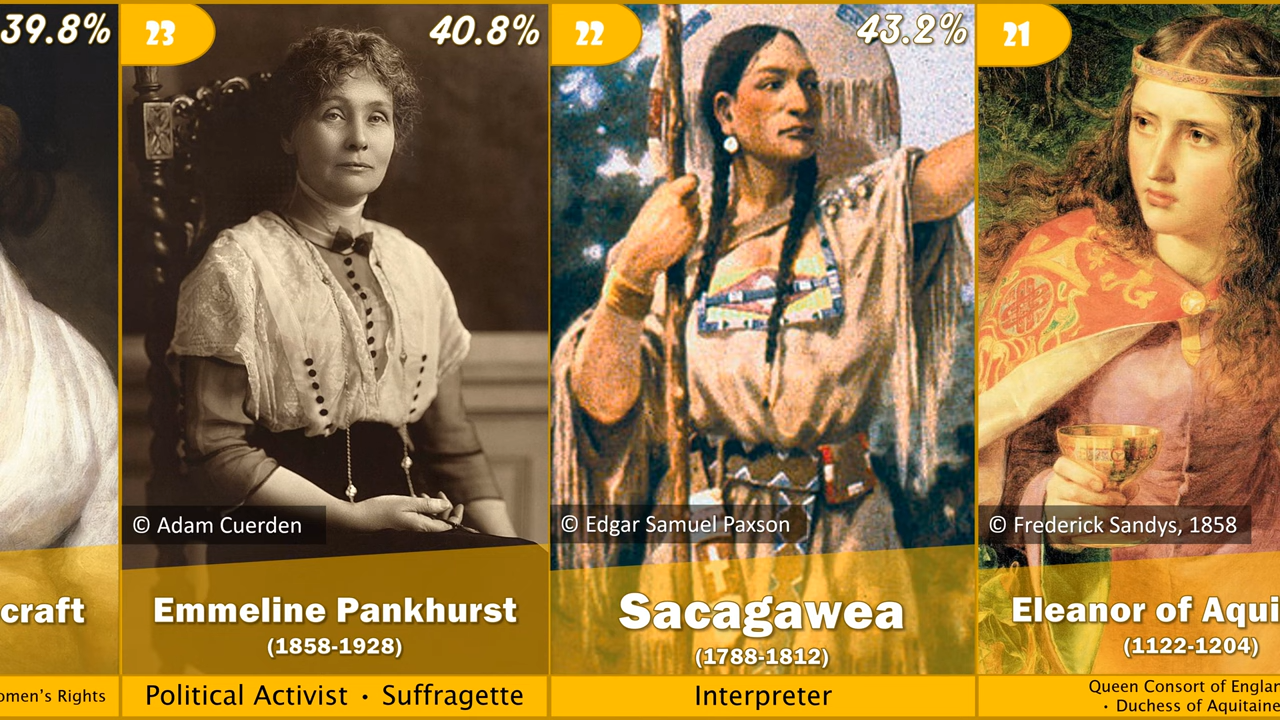 39.8%
craft
omen's Rights
23
40.8%
© Adam Cuerden
Emmeline Pankhurst
(1858-1928)
Political Activist • Suffragette
22
43.2%
© Edgar Samuel Paxson
Sacagawea
(1788-1812)
Interpreter
21
© Frederick Sandys, 1858
Eleanor of Aqui
(1122-1204)
Queen Consort of Englan
• Duchess of Aquitaine